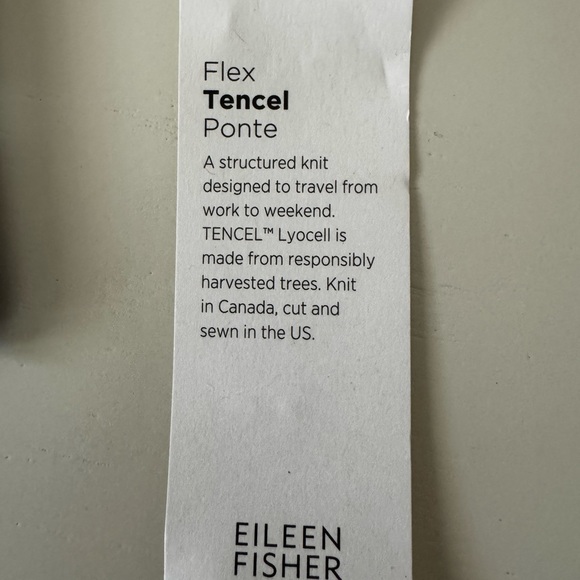 Flex
Tencel
Ponte
A structured knit
designed to travel from
work to weekend.
TENCEL™ Lyocell is
made from responsibly
harvested trees. Knit
in Canada, cut and
sewn in the US.
EILEEN
FISHER